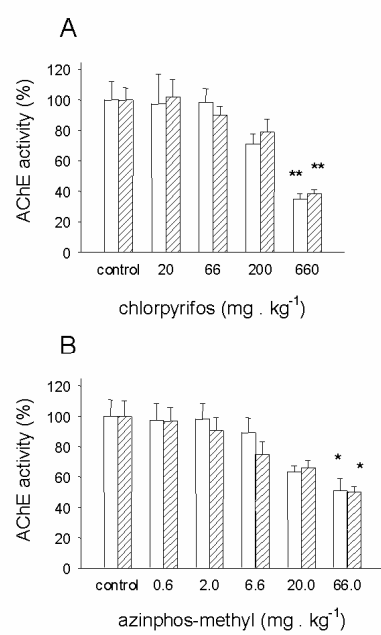 A
AChE activity (%)
120
100
80
60
40
20
0
** **
control 20 66 200 660
chlorpyrifos (mg . kg-1)
B
AChE activity (%)
120
100
80
60
40
20
0
* *
control 0.6 2.0 6.6 20.0 66.0
azinphos-methyl (mg . kg-1)